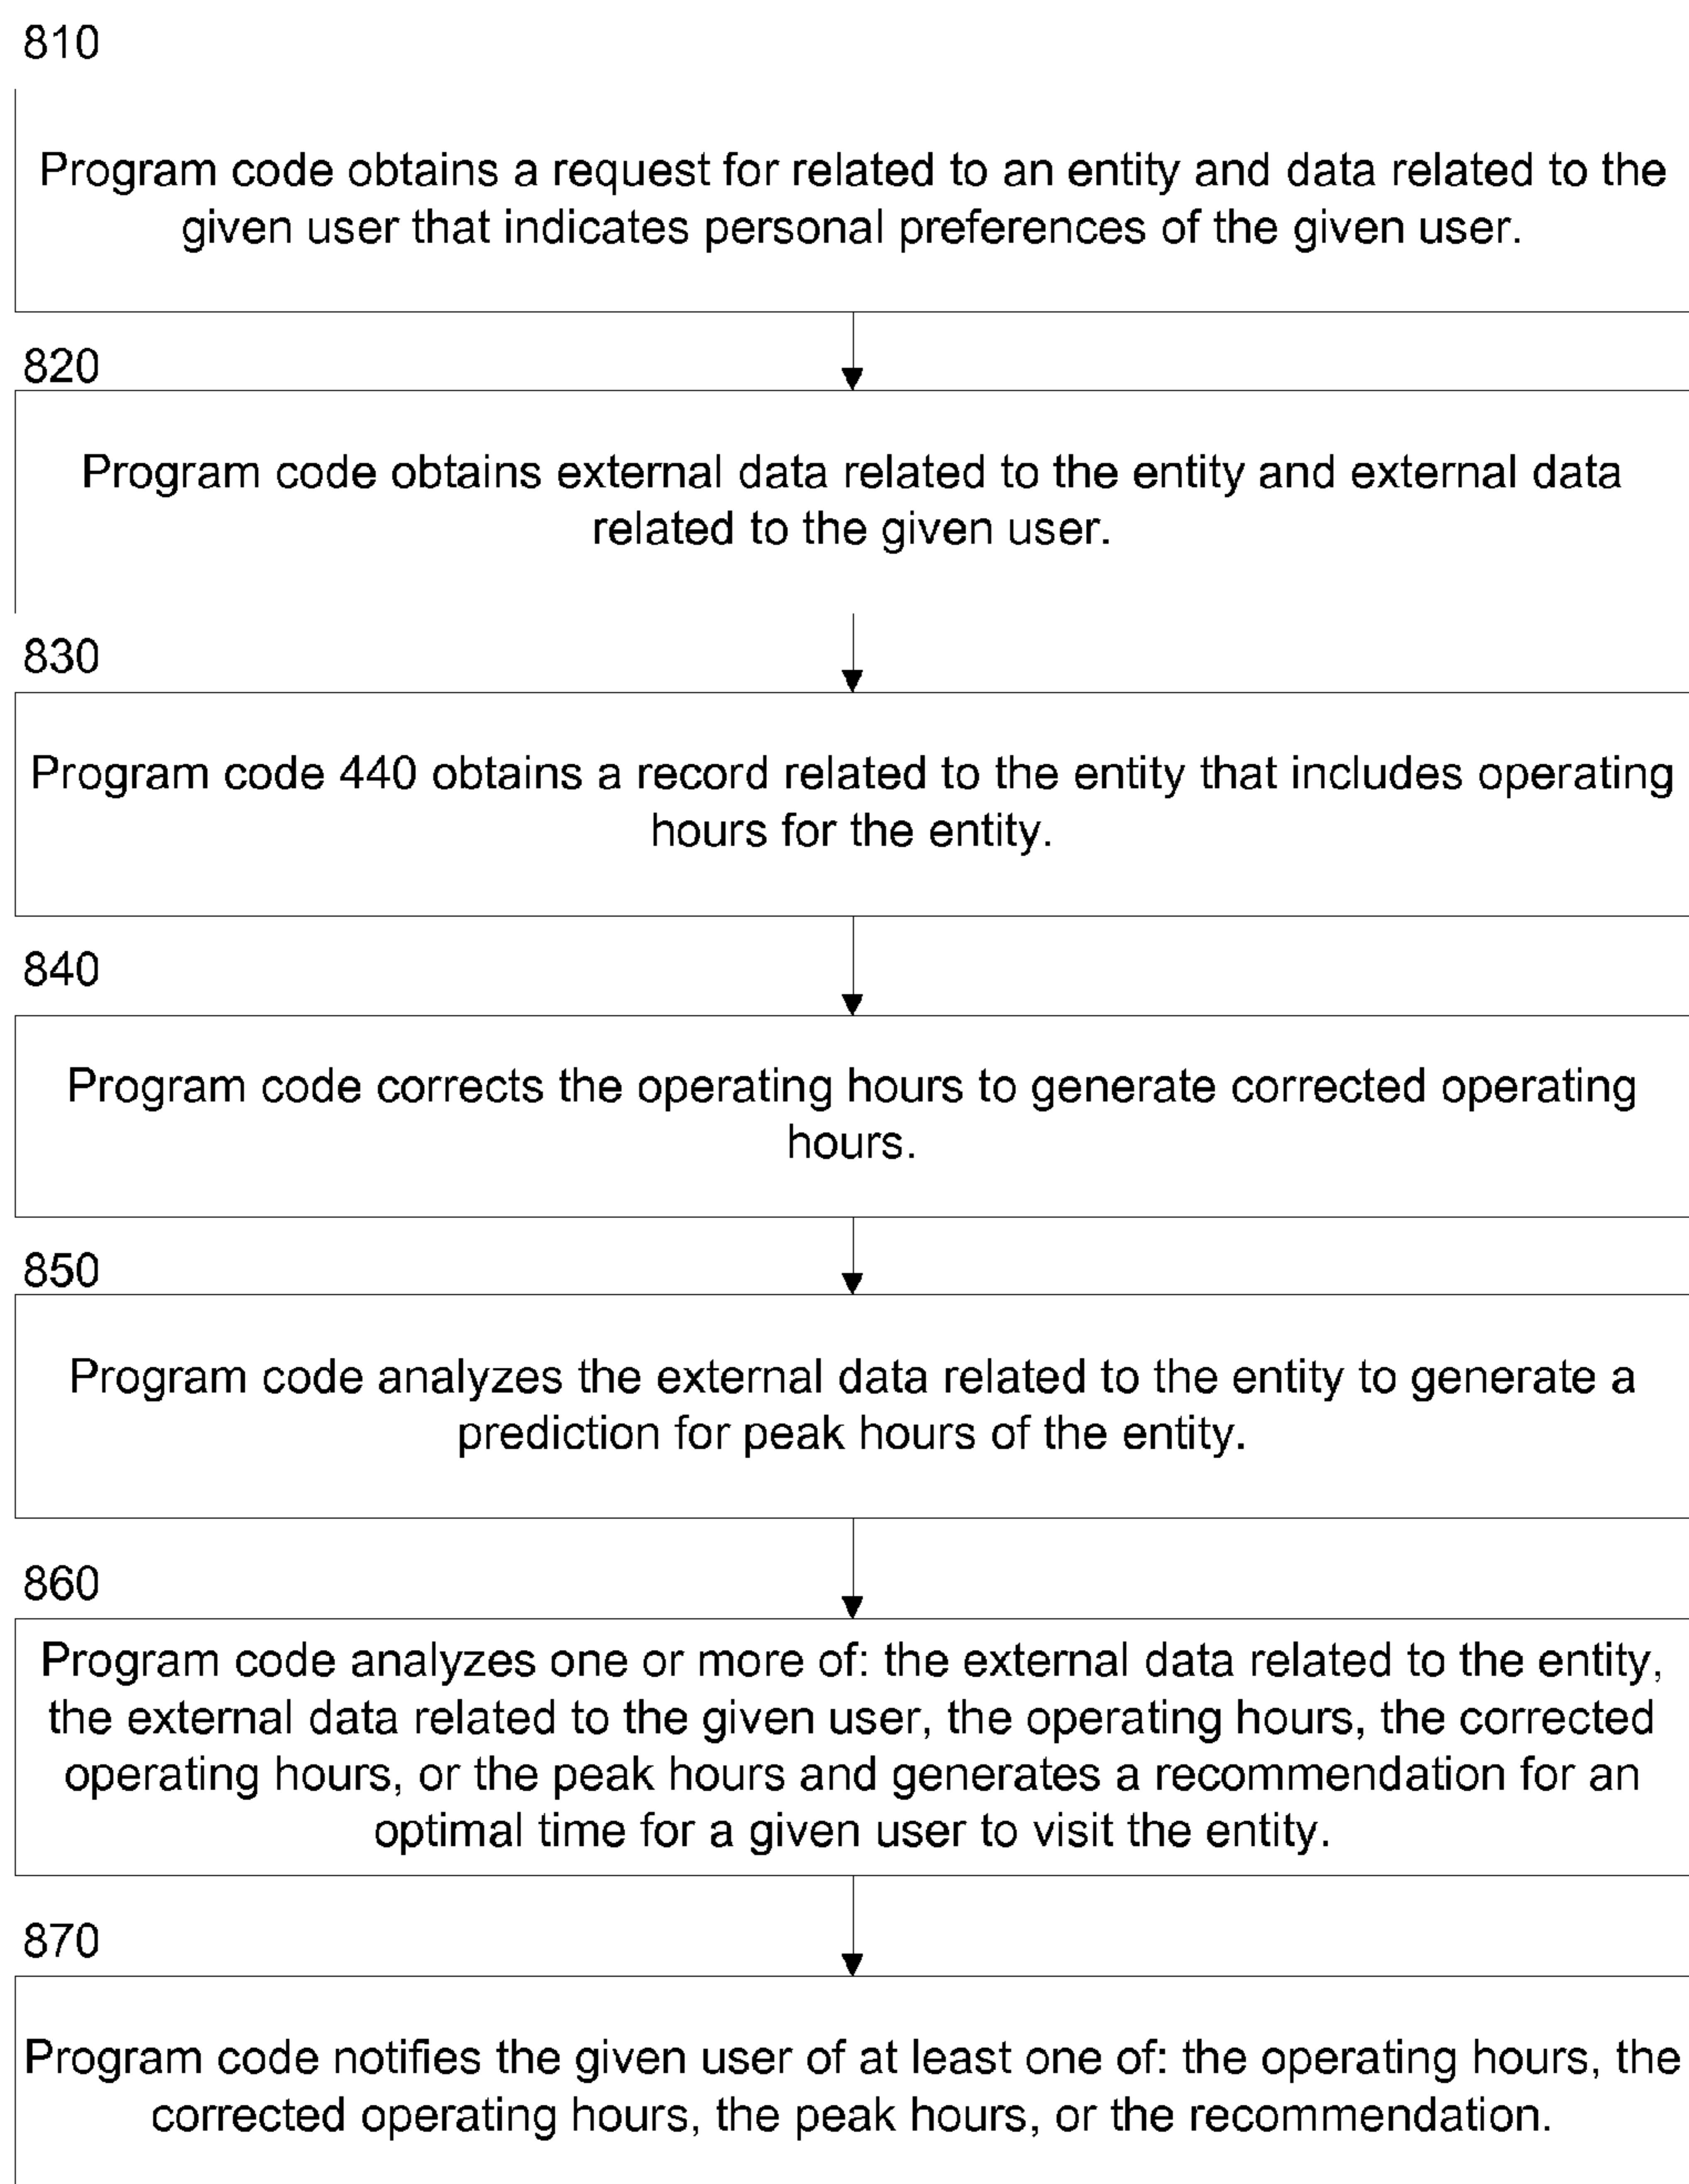 810
Program code obtains a request for related to an entity and data related to the
given user that indicates personal preferences of the given user.
820
Program code obtains external data related to the entity and external data
related to the given user.
830
Program code 440 obtains a record related to the entity that includes operating
hours for the entity.
840
Program code corrects the operating hours to generate corrected operating
hours.
850
Program code analyzes the external data related to the entity to generate a
prediction for peak hours of the entity.
860
Program code analyzes one or more of: the external data related to the entity,
the external data related to the given user, the operating hours, the corrected
operating hours, or the peak hours and generates a recommendation for an
optimal time for a given user to visit the entity.
870
Program code notifies the given user of at least one of: the operating hours, the
corrected operating hours, the peak hours, or the recommendation.